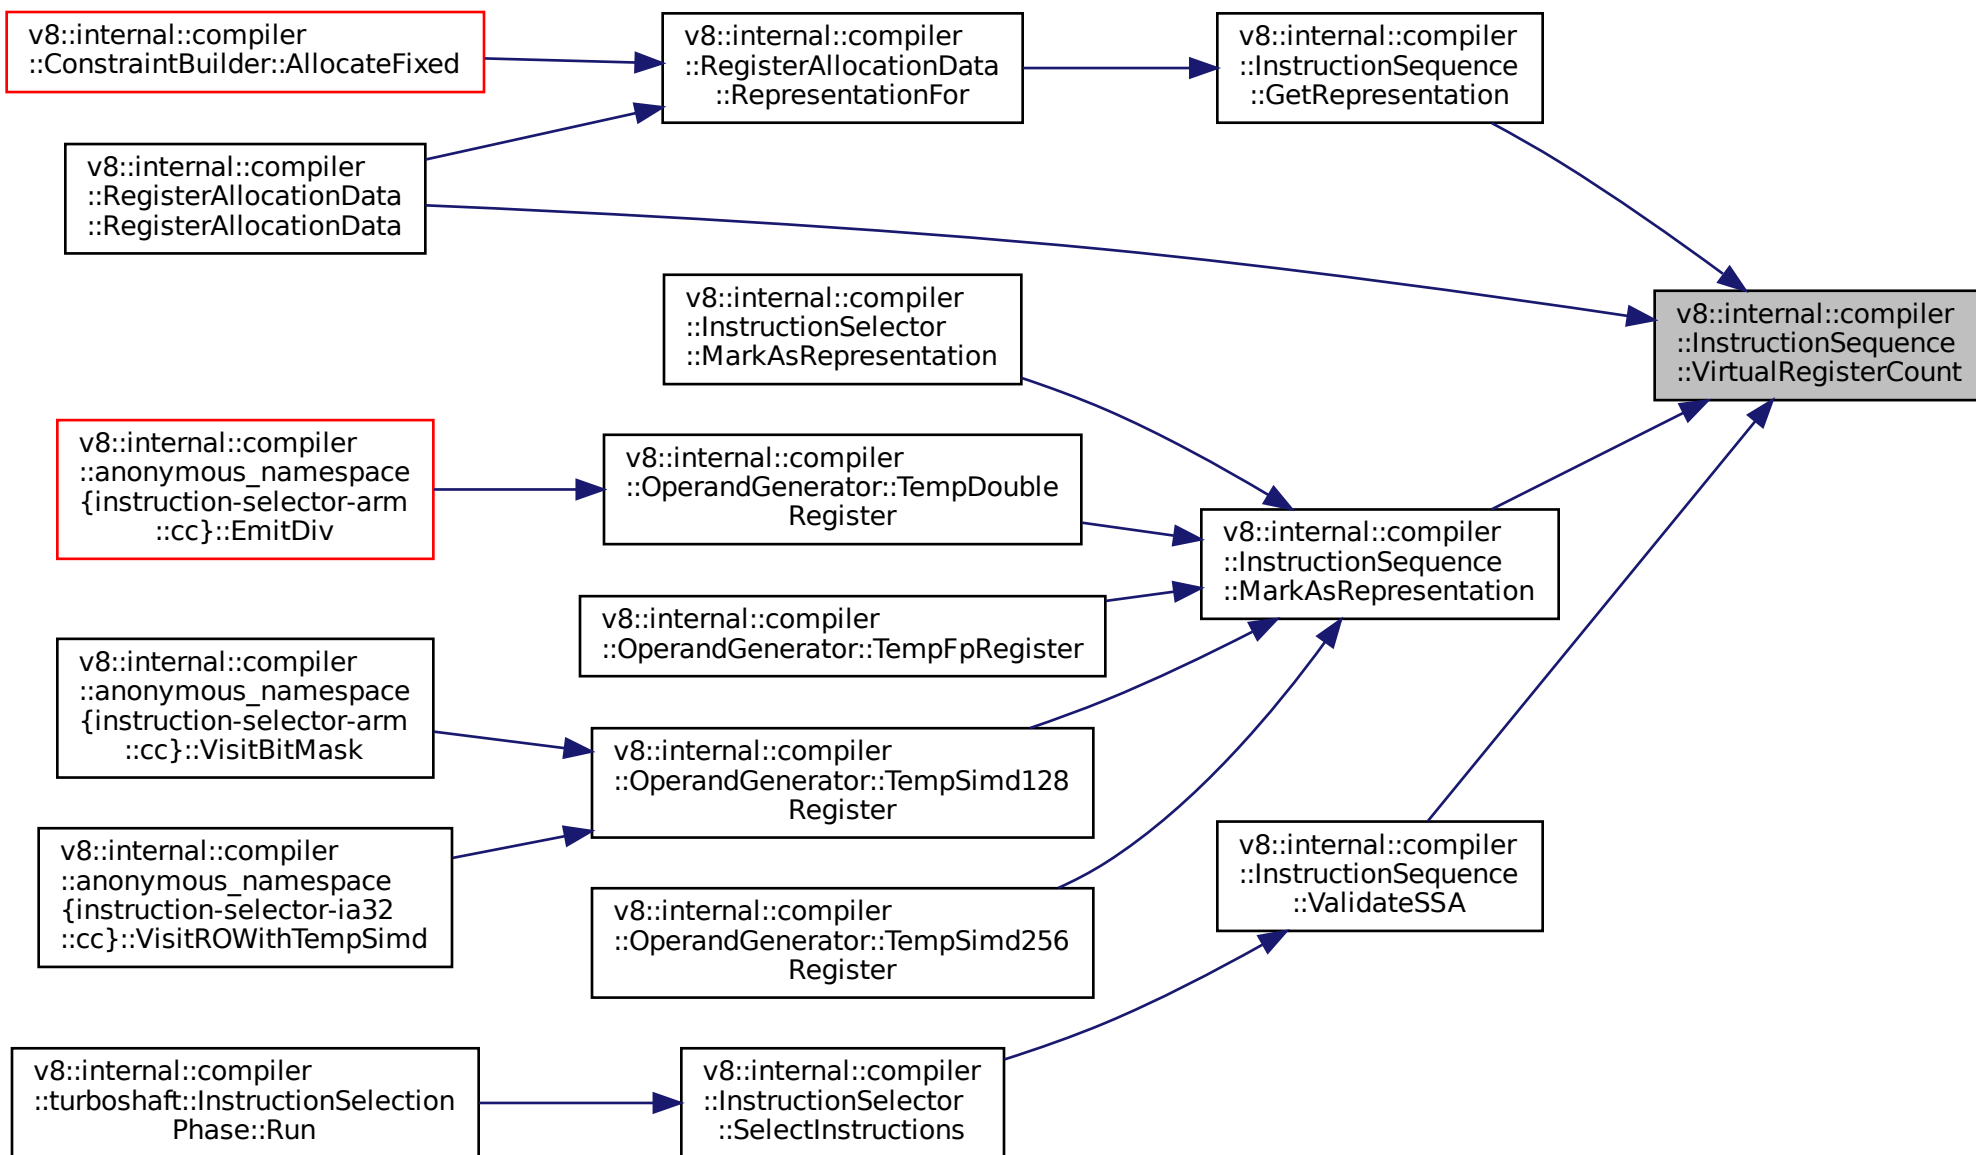 v8::internal::compiler
::ConstraintBuilder::AllocateFixed
v8::internal::compiler
::RegisterAllocationData
::RepresentationFor
v8::internal::compiler
::InstructionSequence
::GetRepresentation
v8::internal::compiler
::RegisterAllocationData
::RegisterAllocationData
v8::internal::compiler
::InstructionSelector
::MarkAsRepresentation
v8::internal::compiler
::InstructionSequence
::VirtualRegisterCount
v8::internal::compiler
::anonymous_namespace
{instruction-selector-arm
::cc}::EmitDiv
v8::internal::compiler
::OperandGenerator::TempDouble
Register
v8::internal::compiler
::InstructionSequence
::MarkAsRepresentation
v8::internal::compiler
::OperandGenerator::TempFpRegister
v8::internal::compiler
::anonymous_namespace
{instruction-selector-arm
::cc}::VisitBitMask
v8::internal::compiler
::OperandGenerator::TempSimd128
Register
v8::internal::compiler
::anonymous_namespace
{instruction-selector-ia32
::cc}::VisitROWithTempSimd
v8::internal::compiler
::OperandGenerator::TempSimd256
Register
v8::internal::compiler
::InstructionSequence
::ValidateSSA
v8::internal::compiler
::turboshaft::InstructionSelection
Phase::Run
v8::internal::compiler
::InstructionSelector
::SelectInstructions